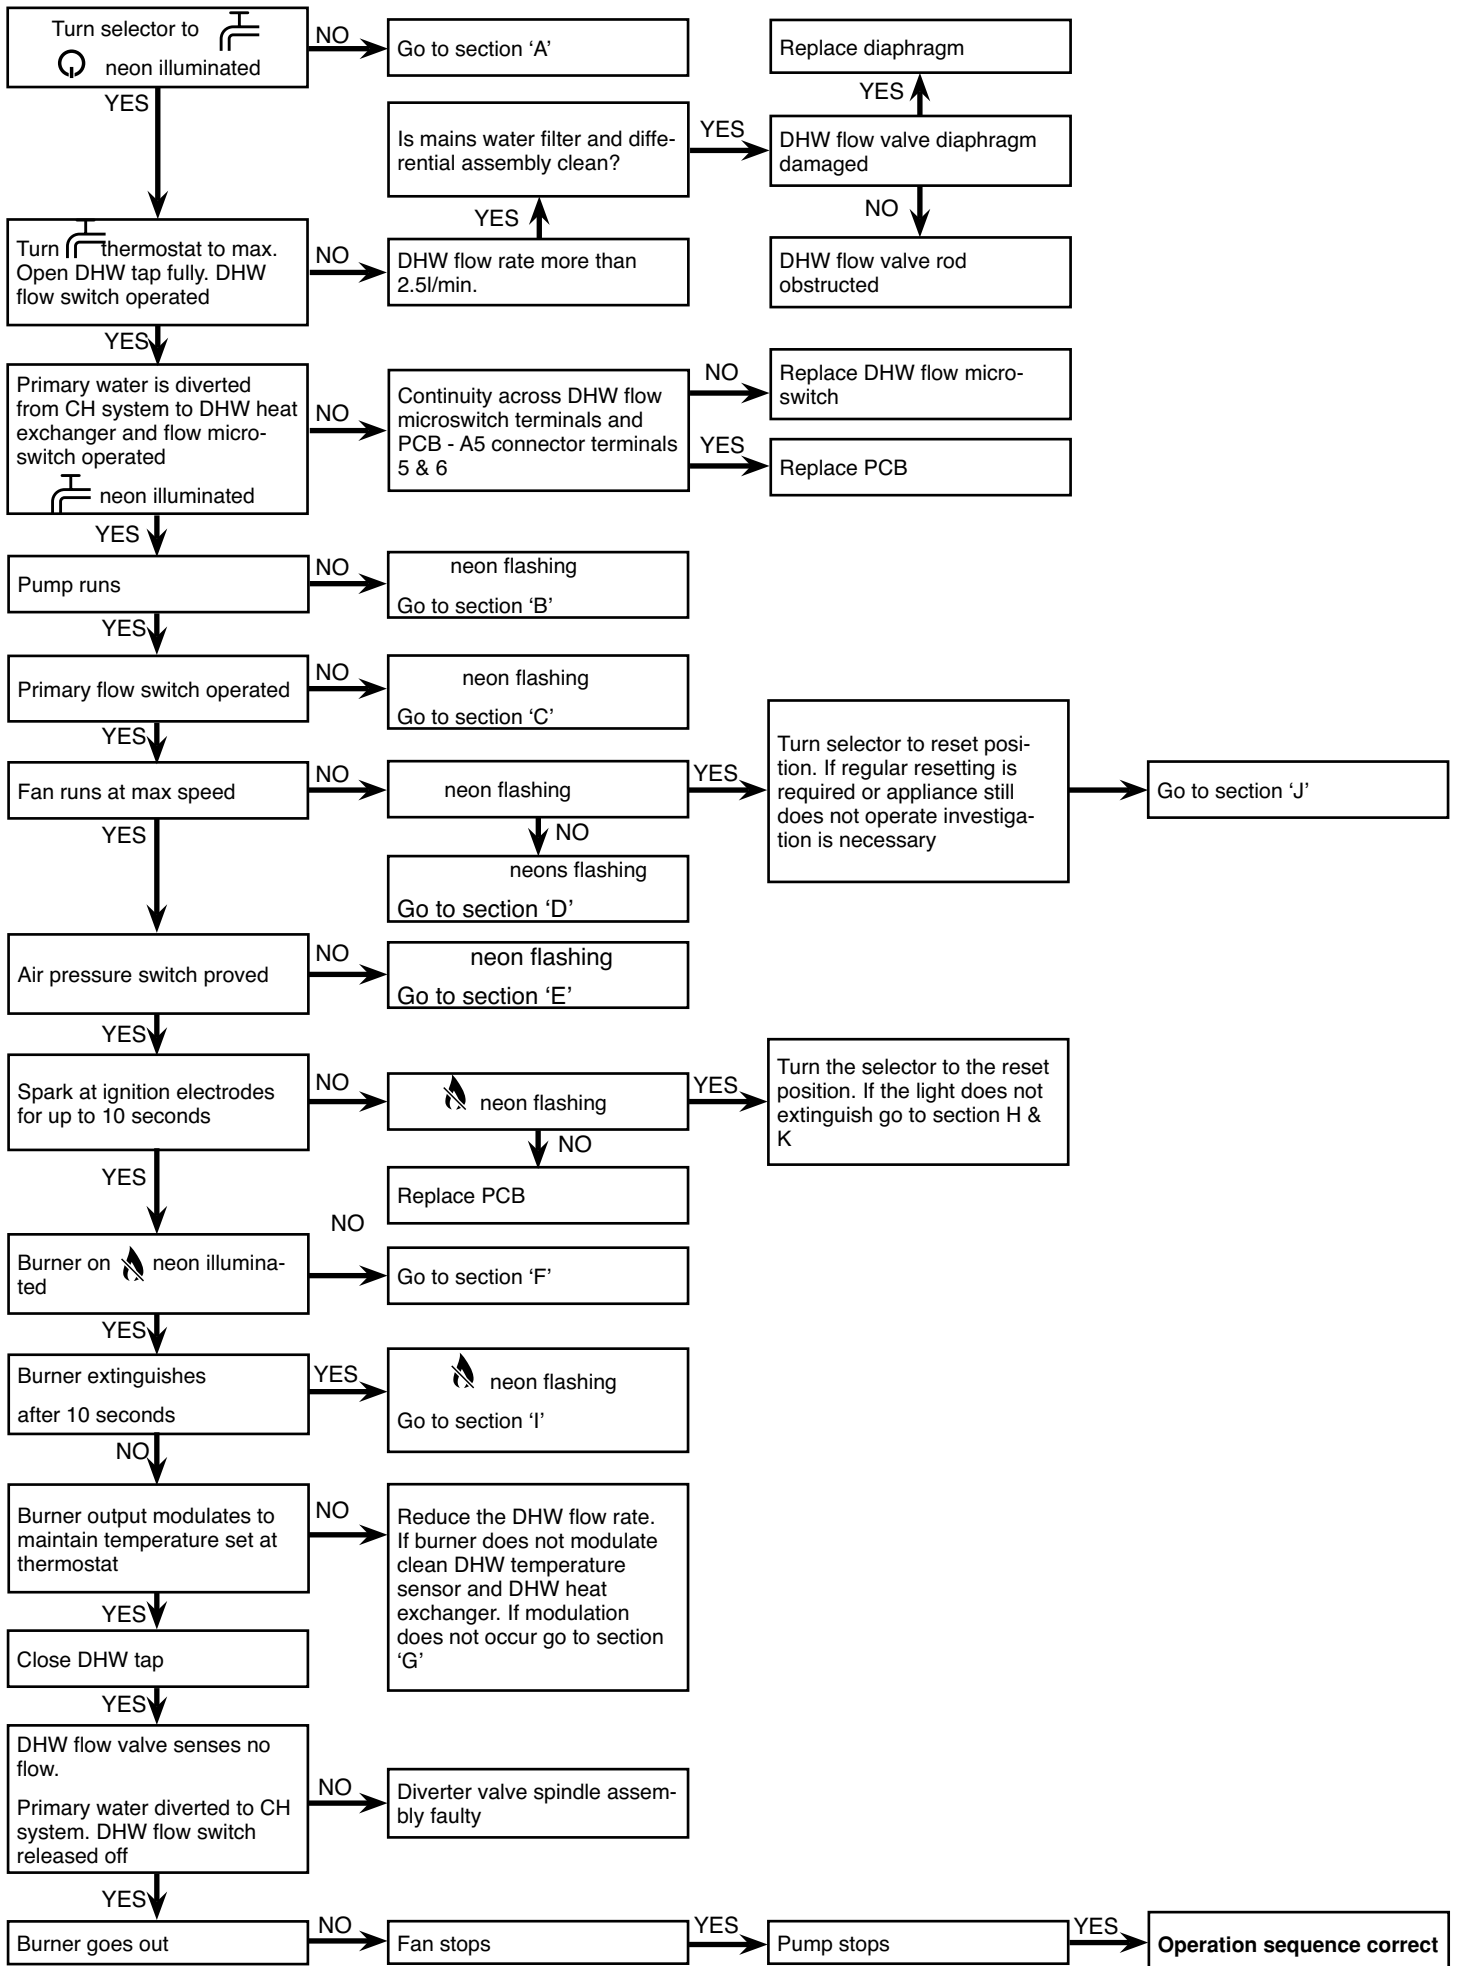 Turn selector to
neon illuminated
NO
Go to section ‘A’
YES
Turn thermostat to max.
Open DHW tap fully. DHW
flow switch operated
NO
DHW flow rate more than
2.5l/min.
YES
Is mains water filter and diffe-
rential assembly clean?
YES
DHW flow valve diaphragm
damaged
YES
Replace diaphragm
NO
DHW flow valve rod
obstructed
YES
Primary water is diverted
from CH system to DHW heat
exchanger and flow micro-
switch operated
neon illuminated
NO
Continuity across DHW flow
microswitch terminals and
PCB - A5 connector terminals
5 & 6
NO
Replace DHW flow micro-
switch
YES
Replace PCB
YES
Pump runs
NO
neon flashing
Go to section ‘B’
YES
Primary flow switch operated
NO
neon flashing
Go to section ‘C’
YES
Fan runs at max speed
NO
neon flashing
YES
Turn selector to reset posi-
tion. If regular resetting is
required or appliance still
does not operate investiga-
tion is necessary
Go to section ‘J’
NO
neons flashing
Go to section ‘D’
YES
Air pressure switch proved
NO
neon flashing
Go to section ‘E’
YES
Spark at ignition electrodes
for up to 10 seconds
NO
neon flashing
YES
Turn the selector to the reset
position. If the light does not
extinguish go to section H &
K
NO
Replace PCB
YES
Burner on neon illumina-
ted
NO
Go to section ‘F’
YES
Burner extinguishes
after 10 seconds
YES
neon flashing
Go to section ‘I’
NO
Burner output modulates to
maintain temperature set at
thermostat
NO
Reduce the DHW flow rate.
If burner does not modulate
clean DHW temperature
sensor and DHW heat
exchanger. If modulation
does not occur go to section
‘G’
YES
Close DHW tap
YES
DHW flow valve senses no
flow.
Primary water diverted to CH
system. DHW flow switch
released off
NO
Diverter valve spindle assem-
bly faulty
YES
Burner goes out
NO
Fan stops
YES
Pump stops
YES
Operation sequence correct